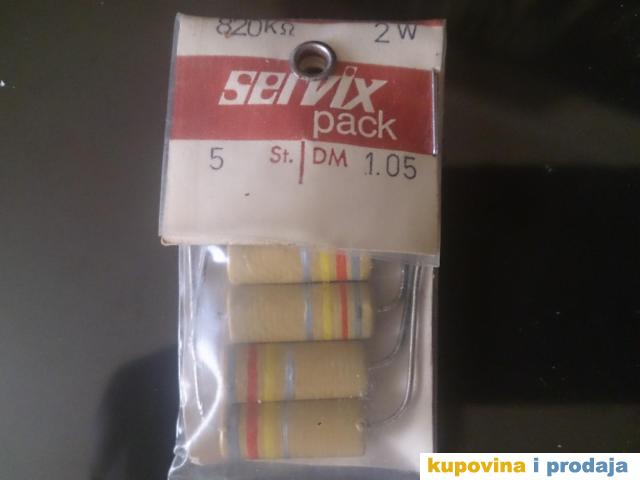 820KΩ 2W
Servix
pack
5 St. DM 1.05
kupovina i prodaja